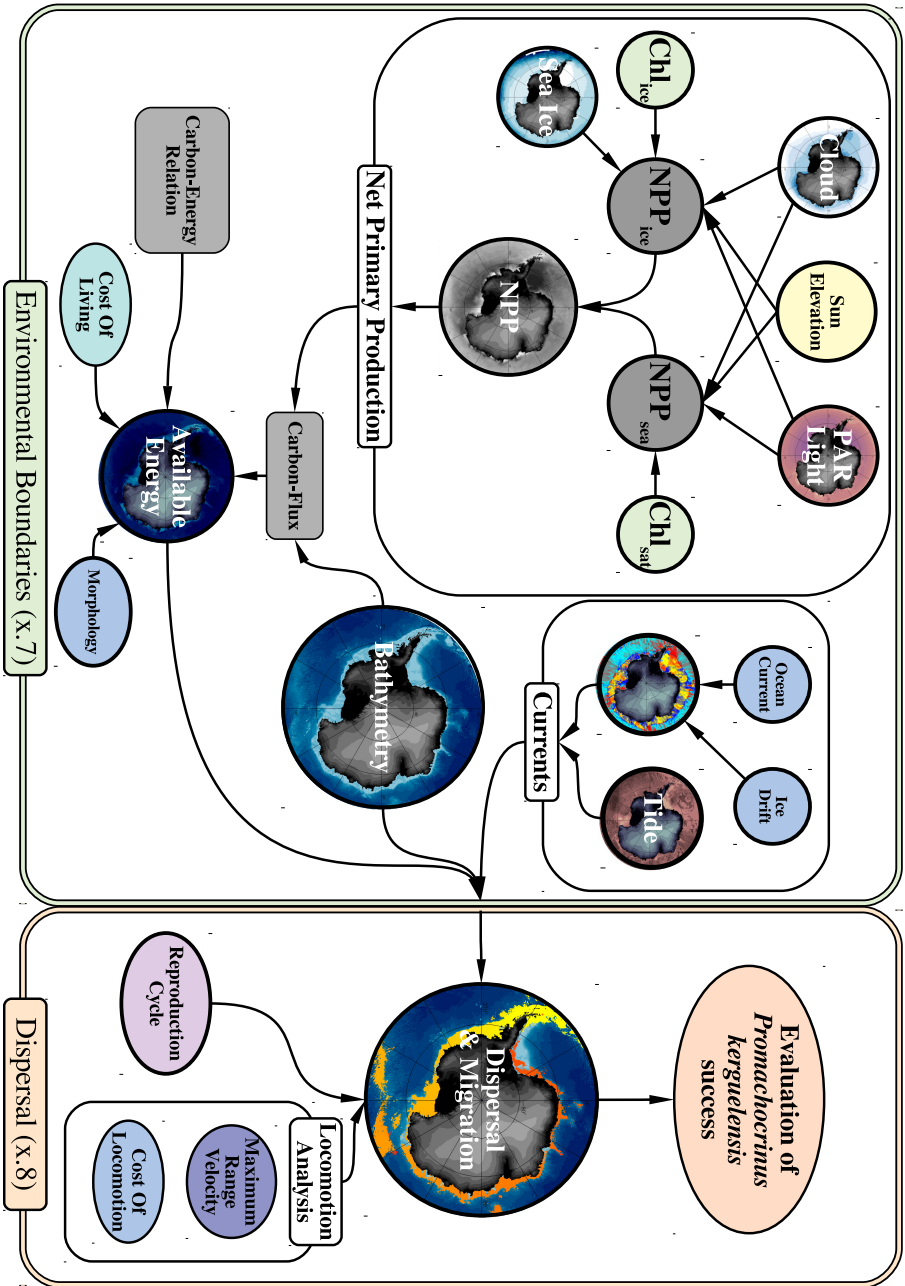 Cloud
Sun
Elevation
PAR
Light
Chl ice
NPP ice
NPP sea
Chl sat
Sea Ice
NPP
Net Primary Production
Ocean
Current
Ice
Drift
Tide
Currents
Bathymetry
Carbon-Flux
Carbon-Energy
Relation
Available
Energy
Cost Of
Living
Morphology
Environmental Boundaries (x.7)
Evaluation of
Promachocrinus
kerguelensis
success
Dispersal
& Migration
Reproduction
Cycle
Locomotion
Analysis
Maximum
Range
Velocity
Cost Of
Locomotion
Dispersal (x.8)